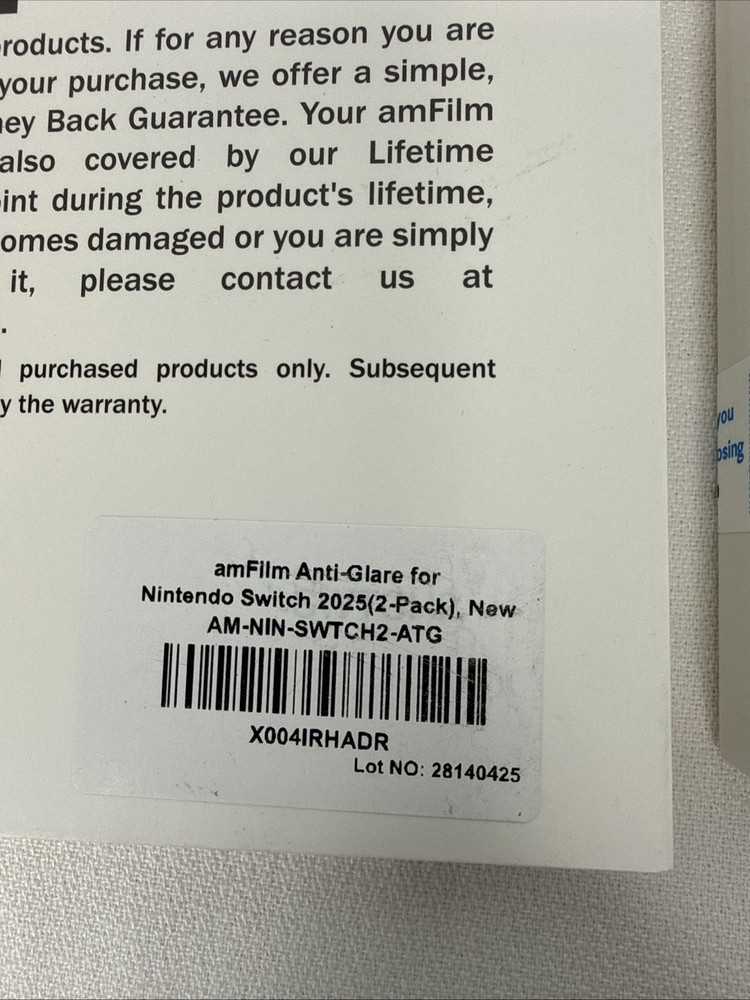 roducts. If for any reason you are
your purchase, we offer a simple,
ey Back Guarantee. Your amFilm
also covered by our Lifetime
int during the product's lifetime,
omes damaged or you are simply
it, please contact us at
.
purchased products only. Subsequent
y the warranty.
amFilm Anti-Glare for
Nintendo Switch 2025(2-Pack), New
AM-NIN-SWTCH2-ATG
X004IRHADR
Lot NO: 28140425
you
osing